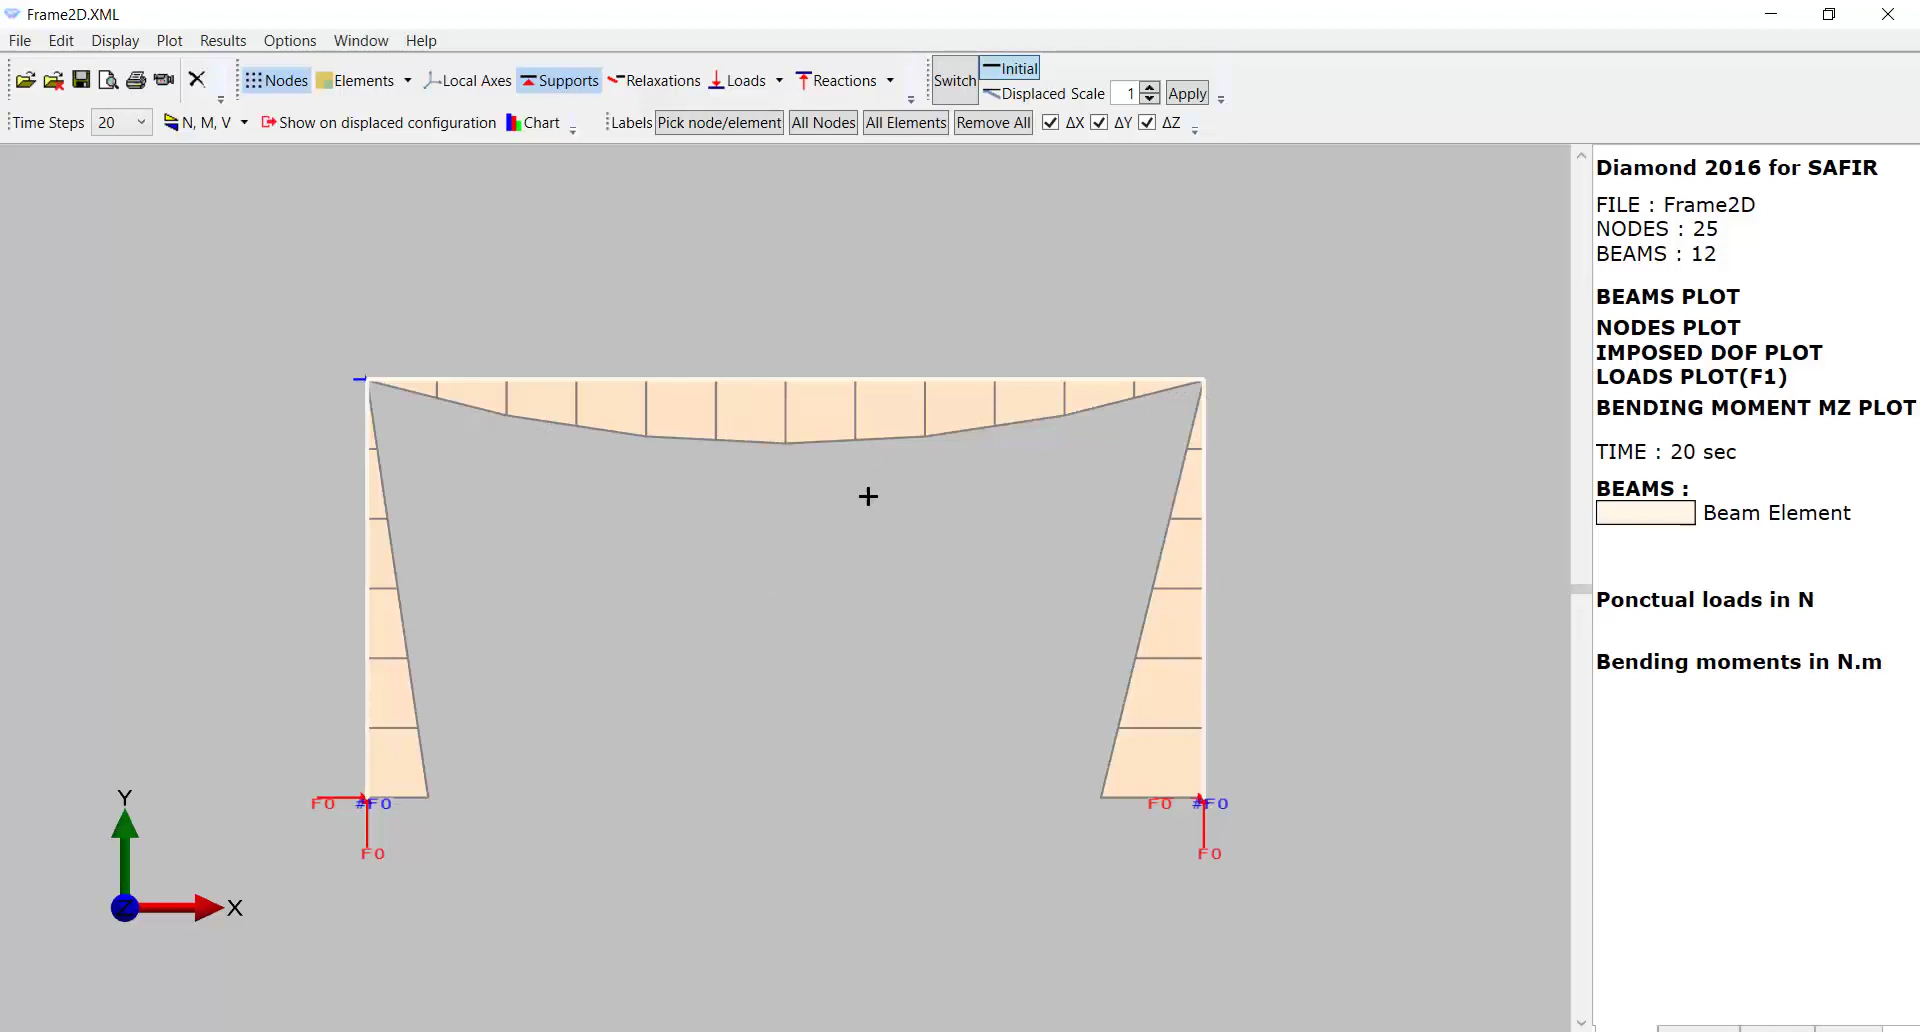 Frame2D.XML
File Edit Display Plot Results Options Window Help
Nodes Elements Local Axes Supports Relaxations Loads Reactions Switch Initial
Displaced Scale 1 Apply
Time Steps 20 N, M, V Show on displaced configuration Chart Labels Pick node/element All Nodes All Elements Remove All ΔX ΔY ΔZ
Diamond 2016 for SAFIR
FILE : Frame2D
NODES : 25
BEAMS : 12
BEAMS PLOT
NODES PLOT
IMPOSED DOF PLOT
LOADS PLOT(F1)
BENDING MOMENT MZ PLOT
TIME : 20 sec
BEAMS :
Beam Element
Ponctual loads in N
Bending moments in N.m
F0 #F0 F0 #F0
F0 F0
Y
Z X